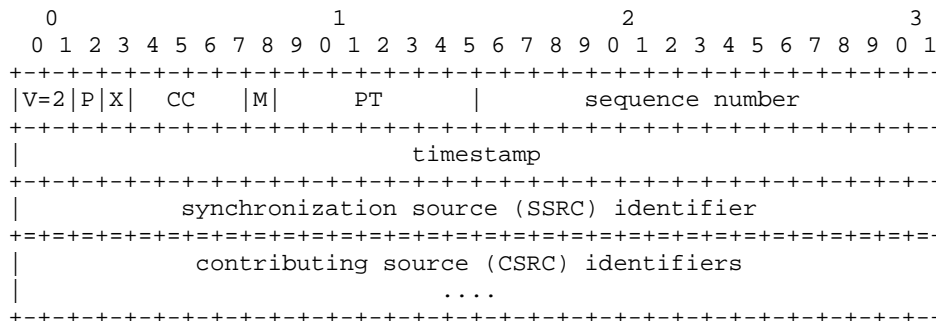 0                   1                   2                   3
0 1 2 3 4 5 6 7 8 9 0 1 2 3 4 5 6 7 8 9 0 1 2 3 4 5 6 7 8 9 0 1
+-+-+-+-+-+-+-+-+-+-+-+-+-+-+-+-+-+-+-+-+-+-+-+-+-+-+-+-+-+-+-+-
|V=2|P|X|  CC   |M|     PT      |       sequence number
+-+-+-+-+-+-+-+-+-+-+-+-+-+-+-+-+-+-+-+-+-+-+-+-+-+-+-+-+-+-+-+-
|                           timestamp
+-+-+-+-+-+-+-+-+-+-+-+-+-+-+-+-+-+-+-+-+-+-+-+-+-+-+-+-+-+-+-+-
|           synchronization source (SSRC) identifier
+=+=+=+=+=+=+=+=+=+=+=+=+=+=+=+=+=+=+=+=+=+=+=+=+=+=+=+=+=+=+=+-
|            contributing source (CSRC) identifiers
|                             ....
+-+-+-+-+-+-+-+-+-+-+-+-+-+-+-+-+-+-+-+-+-+-+-+-+-+-+-+-+-+-+-+-